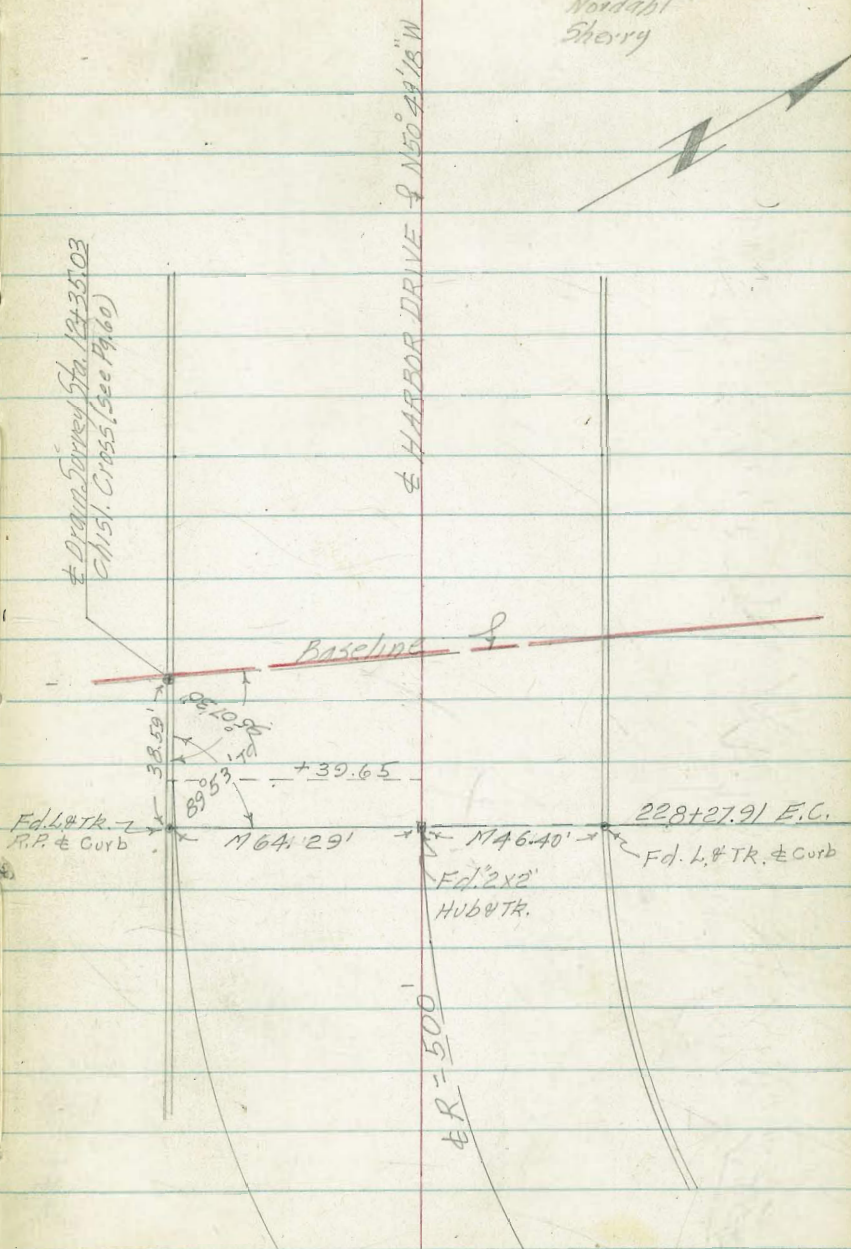 Sherry
N
℄ HARBOR DRIVE ℄ N50°49'18"W
℄ Drain Survey Sta. 12+35.03
Chisl. Cross (See Pg. 60)
Baseline ℄
38.59'
89°53'
+39.65
Fd. L&Tk.
R.P. ℄ Curb
M64.29'
M46.40'
228+27.91 E.C.
Fd. L&Tk. ℄ Curb
Fd. 2"x2"
Hub&Tk.
℄ R = 500'